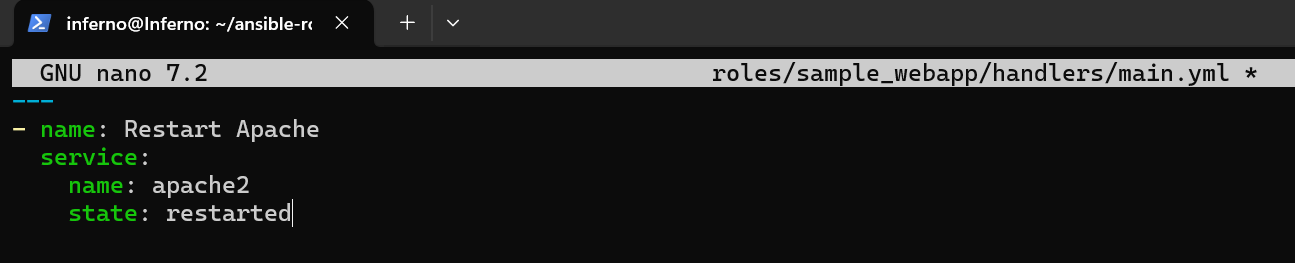 inferno@Inferno: ~/ansible-ro
GNU nano 7.2 roles/sample_webapp/handlers/main.yml *
---
- name: Restart Apache
  service:
    name: apache2
    state: restarted